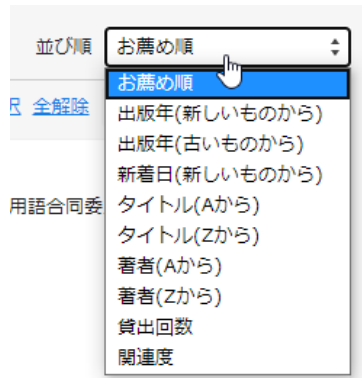 並び順 お薦め順
お薦め順
全解除 出版年(新しいものから)
出版年(古いものから)
新着日(新しいものから)
用語合同委 タイトル(Aから)
タイトル(Zから)
著者(Aから)
著者(Zから)
貸出回数
関連度